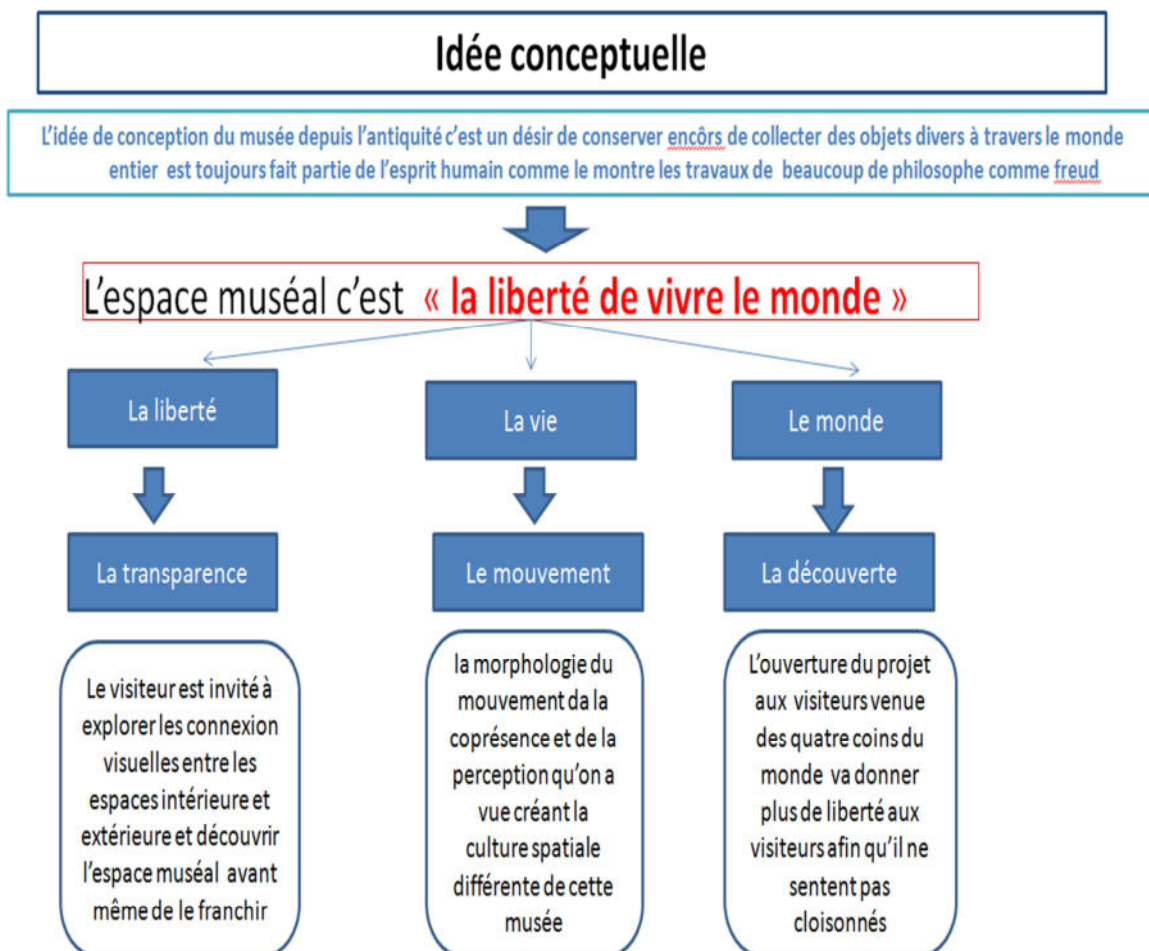 Idée conceptuelle
L'idée de conception du musée depuis l'antiquité c'est un désir de conserver encôrs de collecter des objets divers à travers le monde
entier est toujours fait partie de l'esprit humain comme le montre les travaux de beaucoup de philosophe comme freud
L'espace muséal c'est « la liberté de vivre le monde »
La liberté
La vie
Le monde
La transparence
Le mouvement
La découverte
Le visiteur est invité à
explorer les connexion
visuelles entre les
espaces intérieure et
extérieure et découvrir
l'espace muséal avant
même de le franchir
la morphologie du
mouvement da la
coprésence et de la
perception qu'on a
vue créant la
culture spatiale
différente de cette
musée
L'ouverture du projet
aux visiteurs venue
des quatre coins du
monde va donner
plus de liberté aux
visiteurs afin qu'il ne
sentent pas
cloisonnés